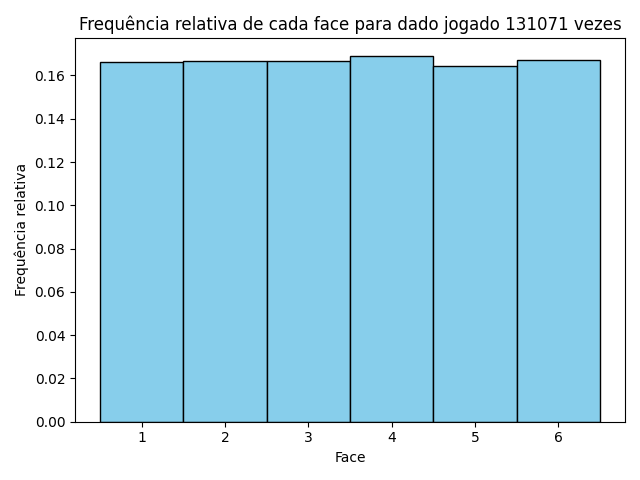 Frequência relativa de cada face para dado jogado 131071 vezes
0.16
0.14
0.12
0.10
0.08
0.06
0.04
0.02
0.00
Frequência relativa
1 2 3 4 5 6
Face